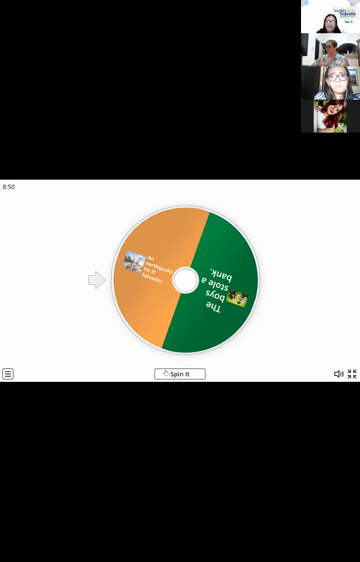 8:50
An
earthquake
hit El
Salvador
The
boys
stole a
bank.
Spin It